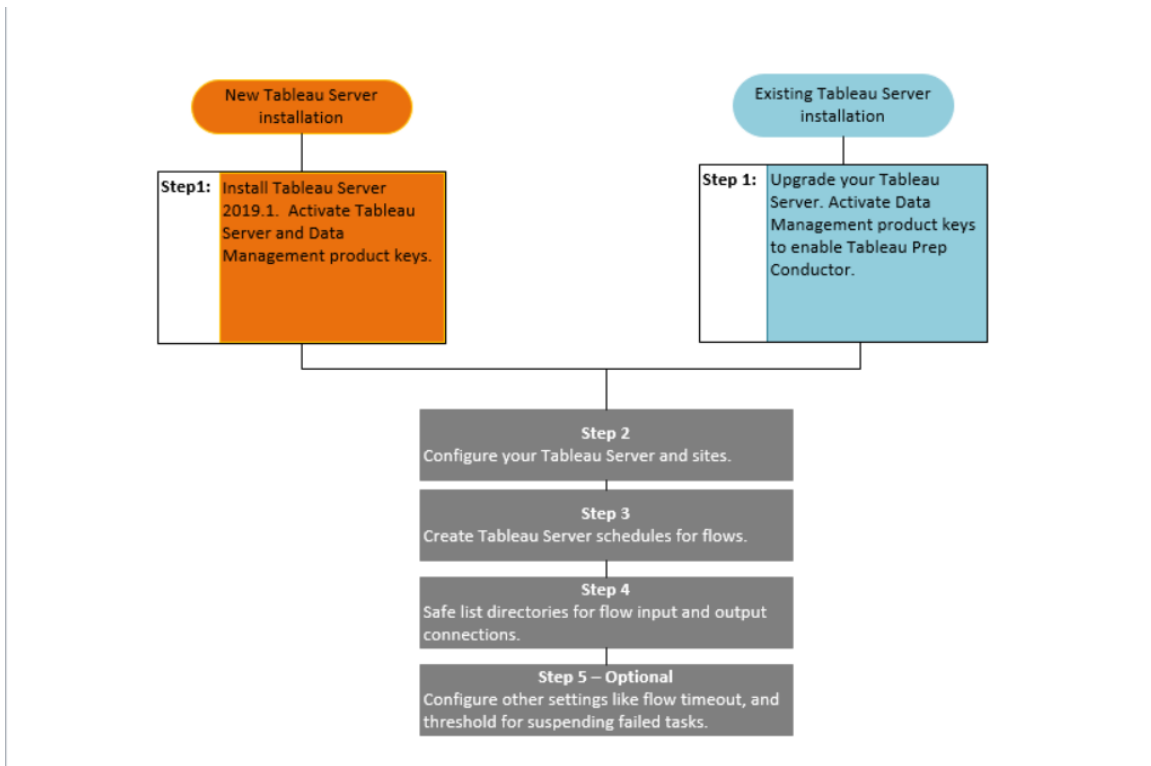 New Tableau Server
installation
Existing Tableau Server
installation
Step1:
Install Tableau Server
2019.1.  Activate Tableau
Server and Data
Management product keys.
Step 1:
Upgrade your Tableau
Server. Activate Data
Management product keys
to enable Tableau Prep
Conductor.
Step 2
Configure your Tableau Server and sites.
Step 3
Create Tableau Server schedules for flows.
Step 4
Safe list directories for flow input and output
connections.
Step 5 – Optional
Configure other settings like flow timeout, and
threshold for suspending failed tasks.